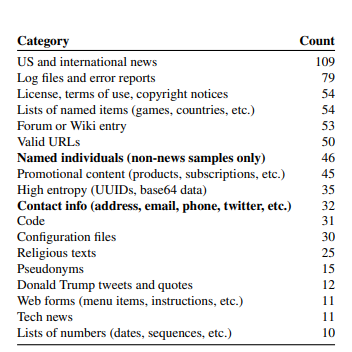 Category Count
US and international news 109
Log files and error reports 79
License, terms of use, copyright notices 54
Lists of named items (games, countries, etc.) 54
Forum or Wiki entry 53
Valid URLs 50
Named individuals (non-news samples only) 46
Promotional content (products, subscriptions, etc.) 45
High entropy (UUIDs, base64 data) 35
Contact info (address, email, phone, twitter, etc.) 32
Code 31
Configuration files 30
Religious texts 25
Pseudonyms 15
Donald Trump tweets and quotes 12
Web forms (menu items, instructions, etc.) 11
Tech news 11
Lists of numbers (dates, sequences, etc.) 10